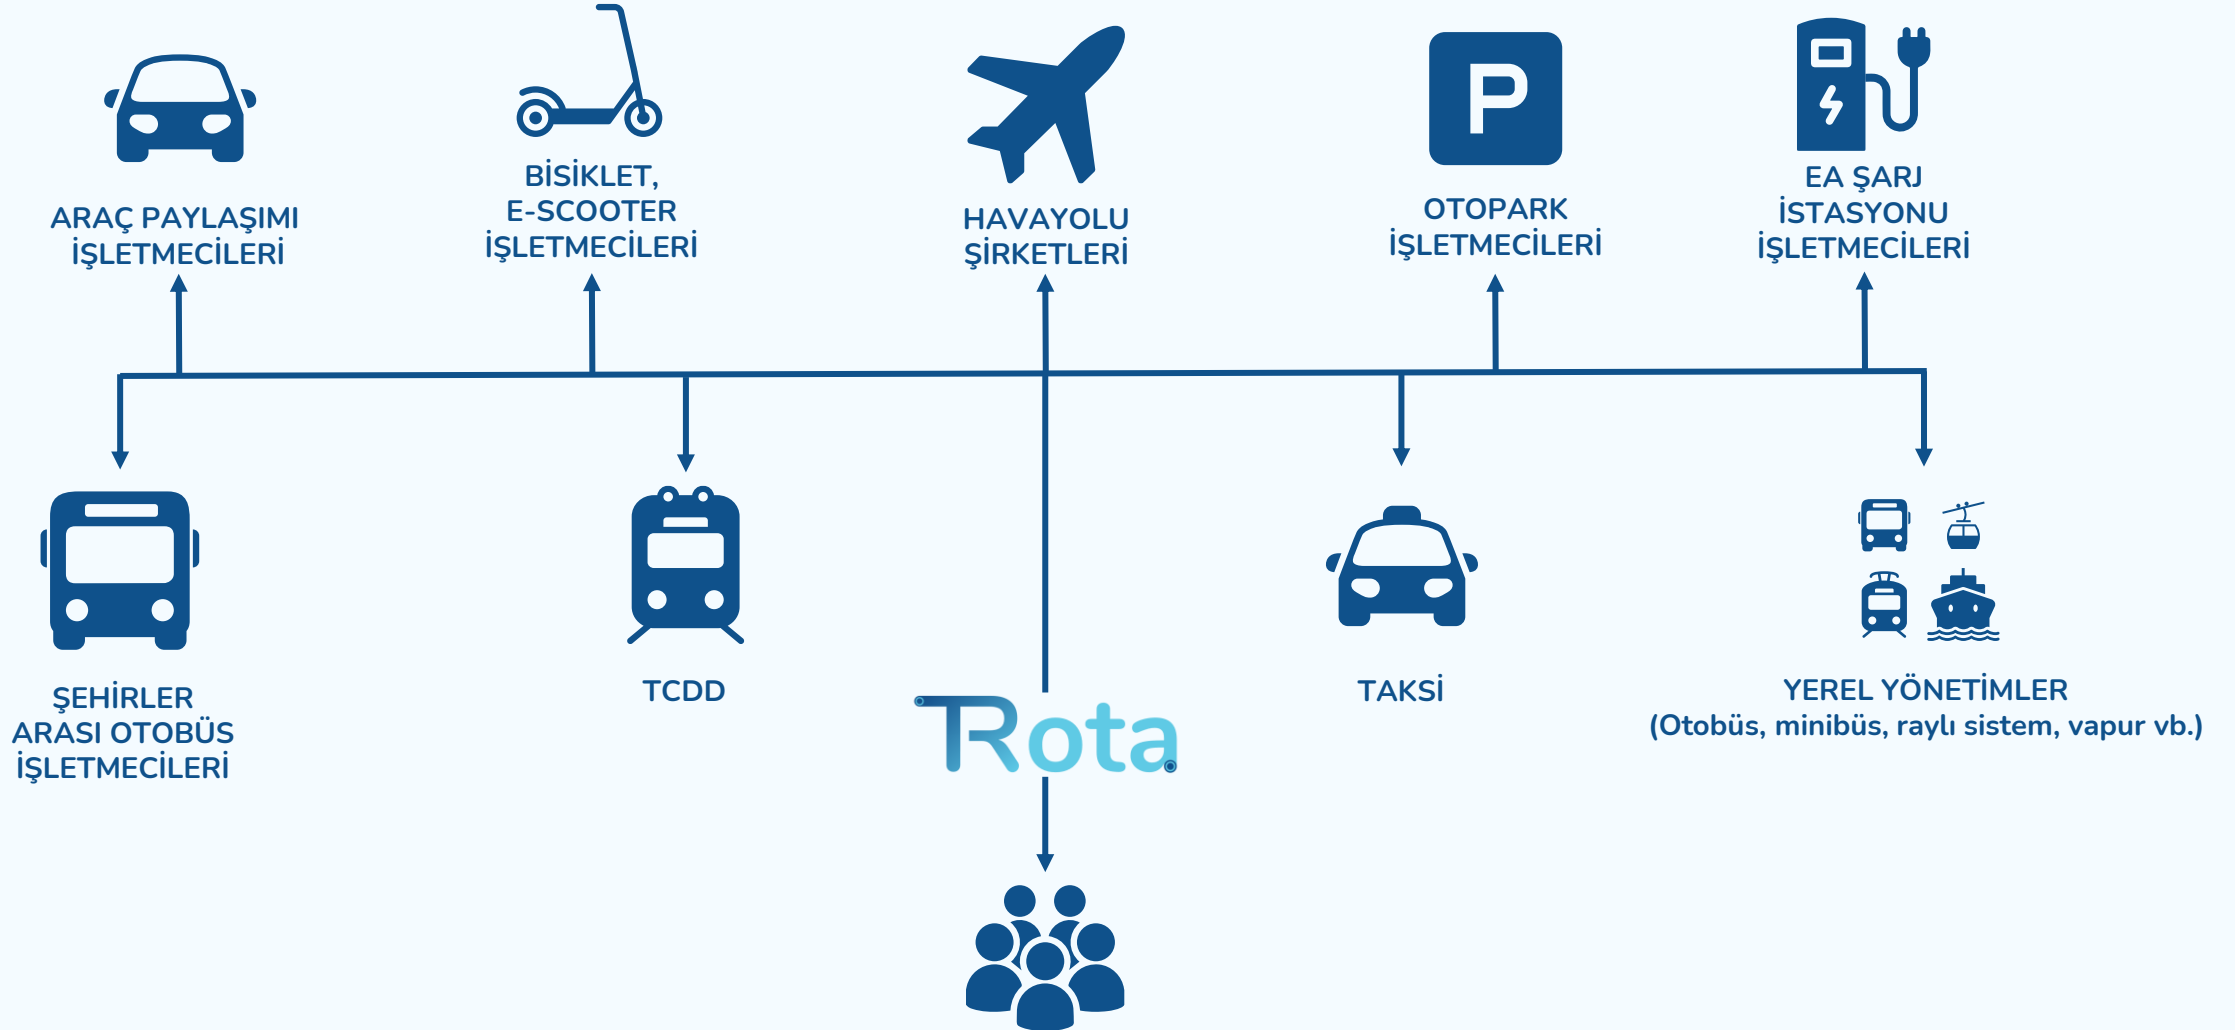 P
ARAÇ PAYLAŞIMI
İŞLETMECİLERİ
BİSİKLET,
E-SCOOTER
İŞLETMECİLERİ
HAVAYOLU
ŞİRKETLERİ
OTOPARK
İŞLETMECİLERİ
EA ŞARJ
İSTASYONU
İŞLETMECİLERİ
ŞEHİRLER
ARASI OTOBÜS
İŞLETMECİLERİ
TCDD
TRota
TAKSİ
YEREL YÖNETİMLER
(Otobüs, minibüs, raylı sistem, vapur vb.)